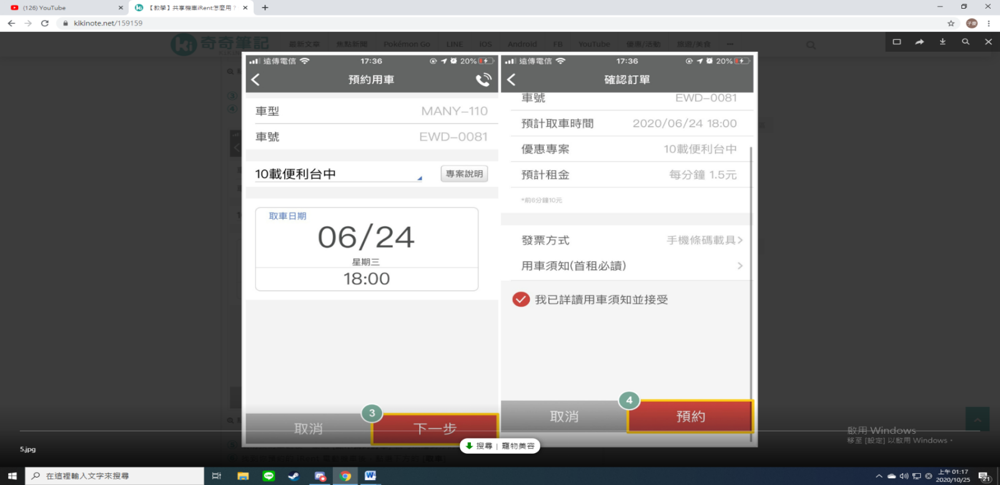 (126) YouTube
【教學】共享機車iRent怎麼用？
kikinote.net/159159
Ki 奇奇筆記
最新文章 焦點新聞 Pokémon Go LINE iOS Android FB YouTube 優惠/活動 旅遊/美食
遠傳電信 17:36 20%
預約用車
車型 MANY-110
車號 EWD-0081
10載便利台中 專案說明
取車日期
06/24
星期三
18:00
3
取消 下一步
遠傳電信 17:36 20%
確認訂單
車號 EWD-0081
預計取車時間 2020/06/24 18:00
優惠專案 10載便利台中
預計租金 每分鐘 1.5元
*前6分鐘10元
發票方式 手機條碼載具
用車須知(首租必讀)
我已詳讀用車須知並接受
4
取消 預約
搜尋 | 寵物美容
5.jpg
啟用 Windows
移至 [設定] 以啟用 Windows。
在這裡輸入文字來搜尋
上午 01:17
2020/10/25
21